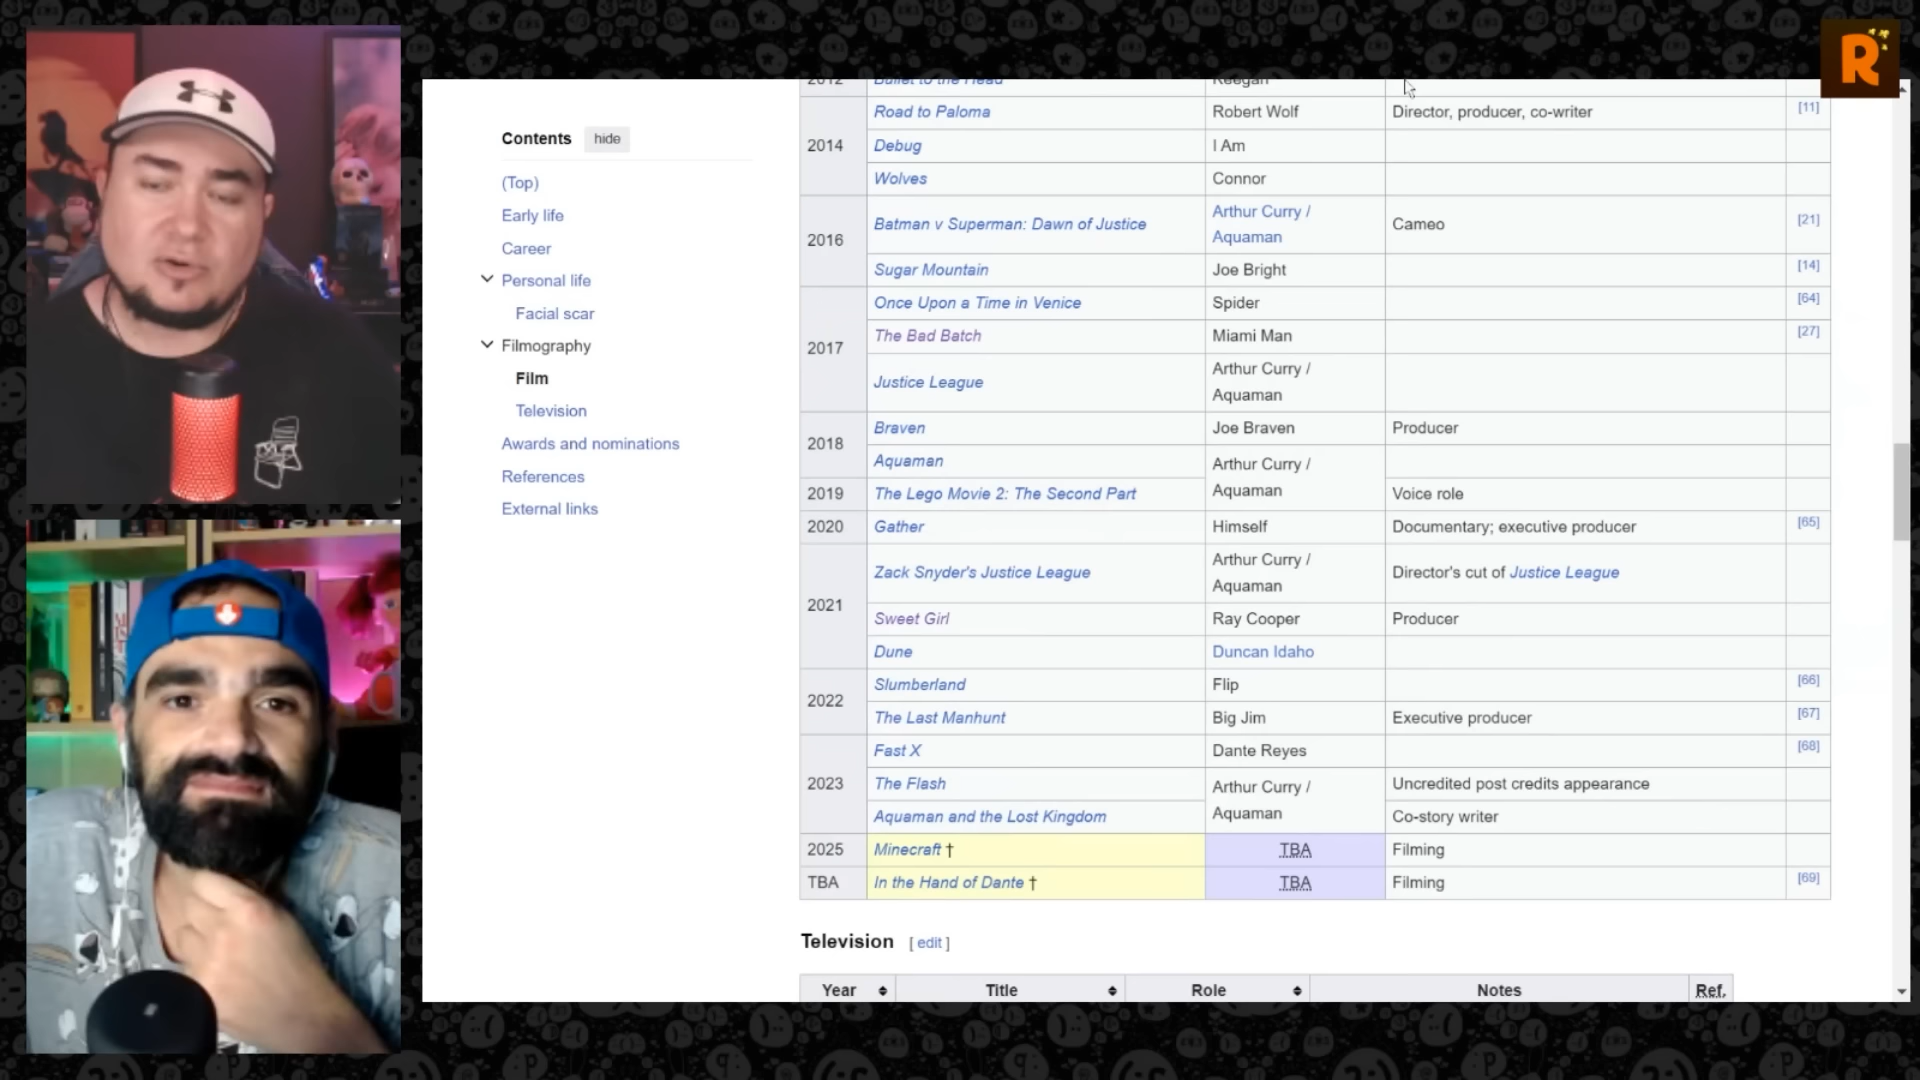 R
Contents hide
(Top)
Early life
Career
Personal life
Facial scar
Filmography
Film
Television
Awards and nominations
References
External links
2012 Bullet to the Head Keegan
2014 Road to Paloma Robert Wolf Director, producer, co-writer [11]
Debug I Am
Wolves Connor
2016 Batman v Superman: Dawn of Justice Arthur Curry / Aquaman Cameo [21]
Sugar Mountain Joe Bright [14]
2017 Once Upon a Time in Venice Spider [64]
The Bad Batch Miami Man [27]
Justice League Arthur Curry / Aquaman
2018 Braven Joe Braven Producer
Aquaman Arthur Curry / Aquaman
2019 The Lego Movie 2: The Second Part Voice role
2020 Gather Himself Documentary; executive producer [65]
2021 Zack Snyder's Justice League Arthur Curry / Aquaman Director's cut of Justice League
Sweet Girl Ray Cooper Producer
Dune Duncan Idaho
2022 Slumberland Flip [66]
The Last Manhunt Big Jim Executive producer [67]
2023 Fast X Dante Reyes [68]
The Flash Arthur Curry / Aquaman Uncredited post credits appearance
Aquaman and the Lost Kingdom Co-story writer
2025 Minecraft † TBA Filming
TBA In the Hand of Dante † TBA Filming [69]
Television [ edit ]
Year Title Role Notes Ref.